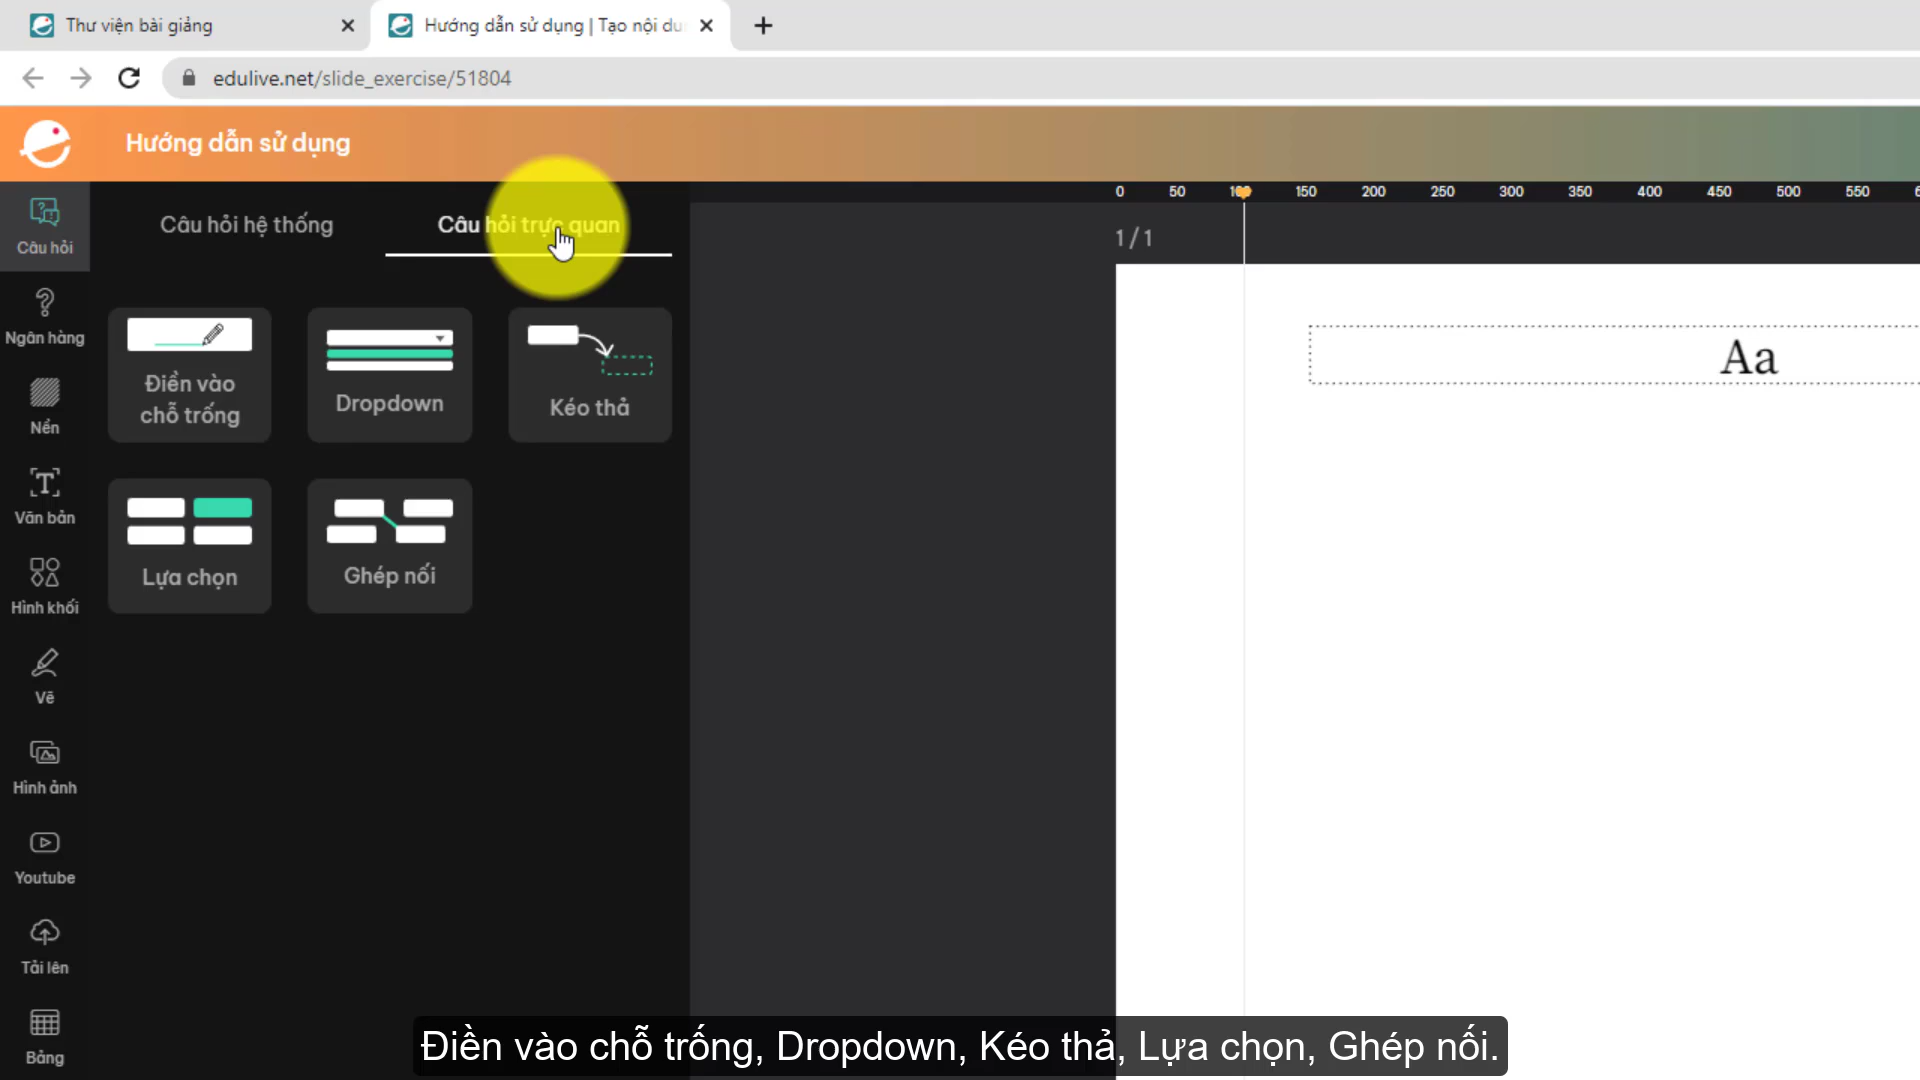 Thư viện bài giảng
Hướng dẫn sử dụng | Tạo nội du
edulive.net/slide_exercise/51804
Hướng dẫn sử dụng
Câu hỏi
Ngân hàng
Nền
Văn bản
Hình khối
Vẽ
Hình ảnh
Youtube
Tải lên
Bảng
Câu hỏi hệ thống
Câu hỏi trực quan
Điền vào
chỗ trống
Dropdown
Kéo thả
Lựa chọn
Ghép nối
0 50 100 150 200 250 300 350 400 450 500 550
1 / 1
Aa
Điền vào chỗ trống, Dropdown, Kéo thả, Lựa chọn, Ghép nối.